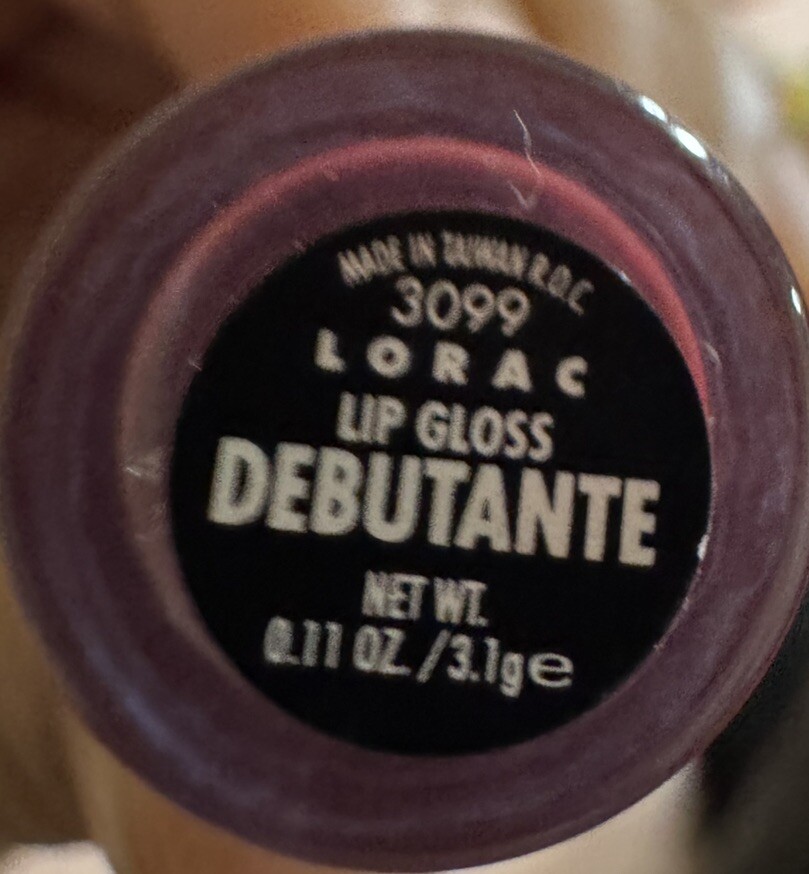 MADE IN TAIWAN R.O.C.
3099
LORAC
LIP GLOSS
DEBUTANTE
NET WT.
0.11 OZ./3.1g℮